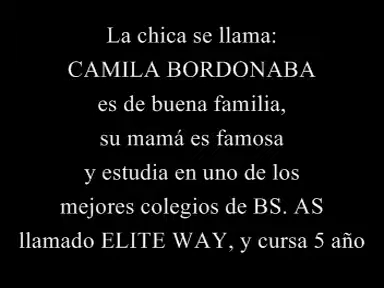 La chica se llama:
CAMILA BORDONABA
es de buena familia,
su mamá es famosa
y estudia en uno de los
mejores colegios de BS. AS
llamado ELITE WAY, y cursa 5 año